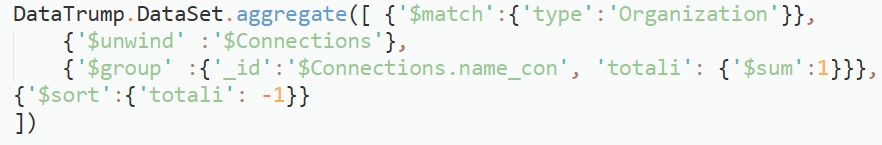 DataTrump.DataSet.aggregate([ {'$match':{'type':'Organization'}},
{'$unwind' :'$Connections'},
{'$group' :{'_id':'$Connections.name_con', 'totali': {'$sum':1}}},
{'$sort':{'totali': -1}}
])